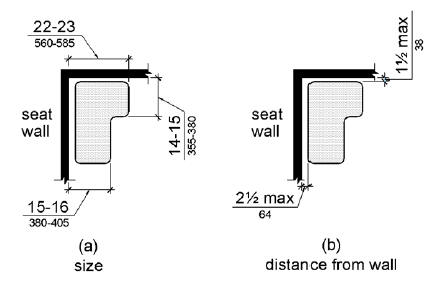 22-23
560-585
seat
wall
14-15
355-380
15-16
380-405
(a)
size
1½ max
38
seat
wall
2½ max
64
(b)
distance from wall